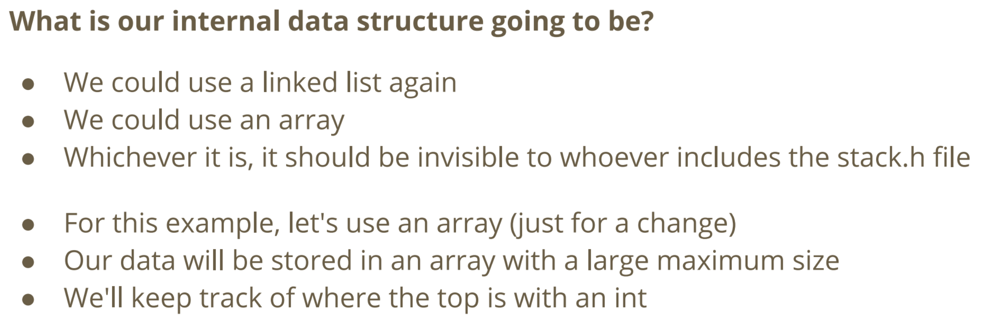 What is our internal data structure going to be?
● We could use a linked list again
● We could use an array
● Whichever it is, it should be invisible to whoever includes the stack.h file
● For this example, let's use an array (just for a change)
● Our data will be stored in an array with a large maximum size
● We'll keep track of where the top is with an int